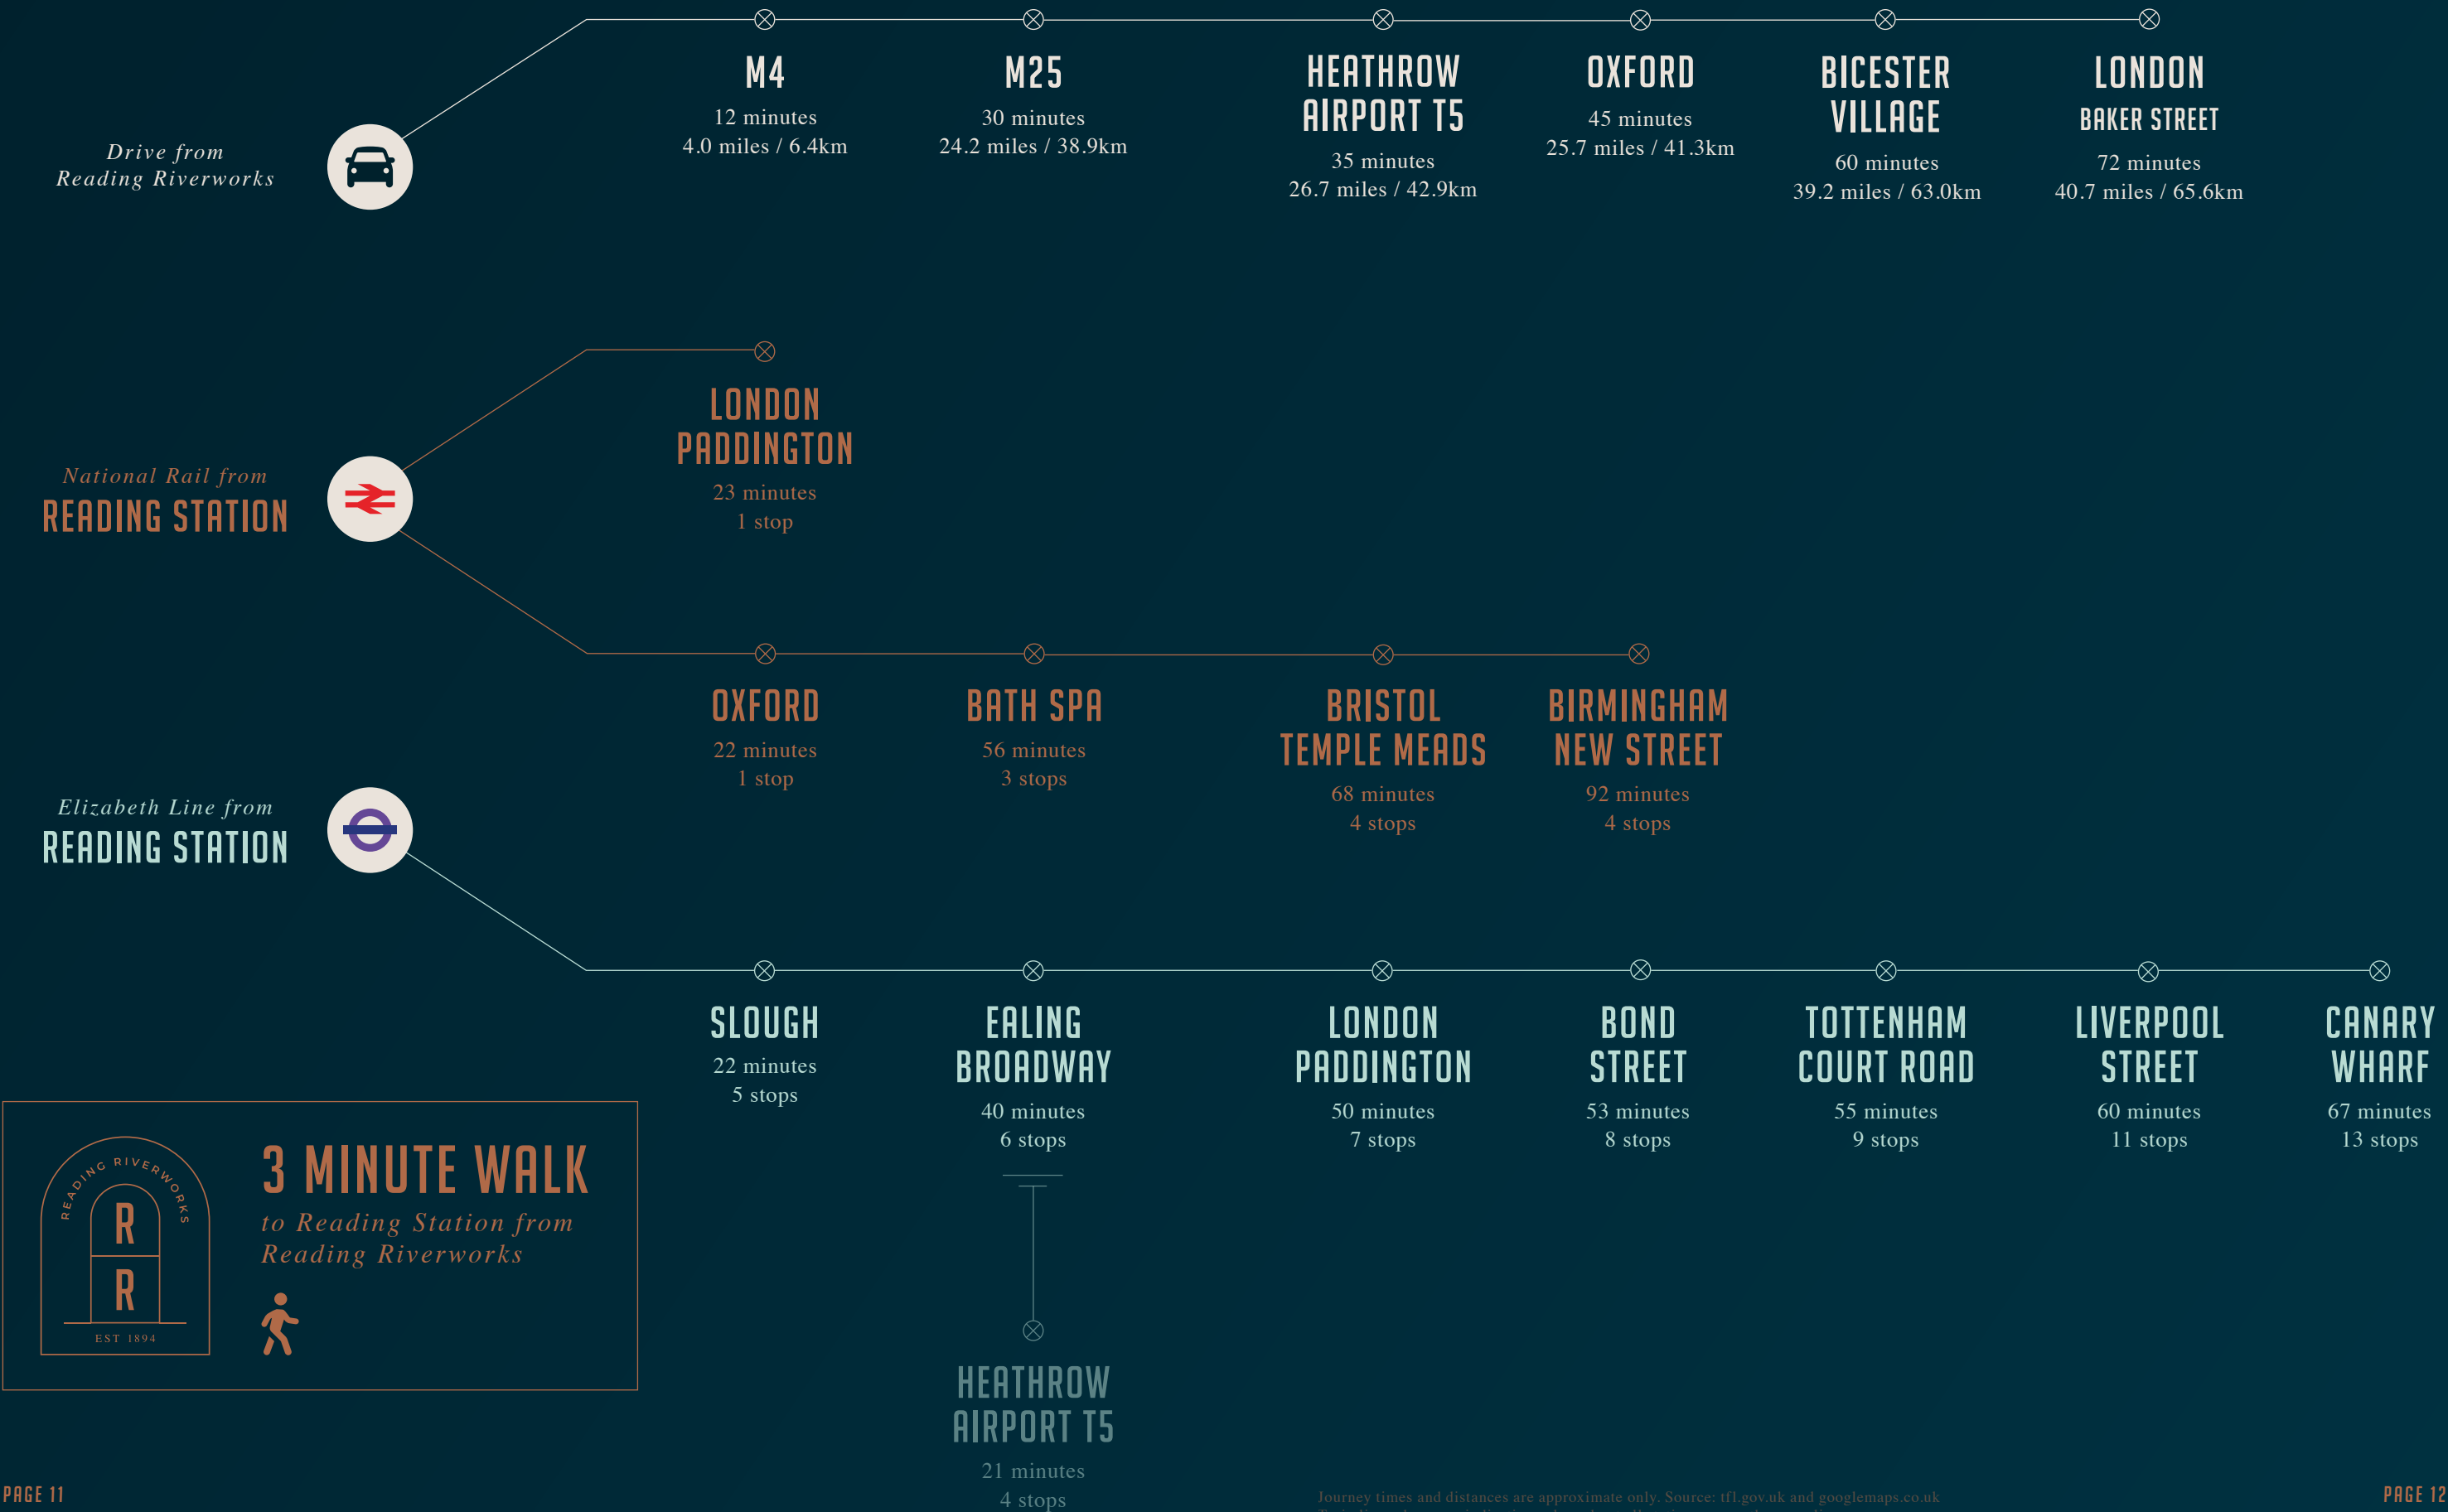 Drive from
Reading Riverworks
M4
12 minutes
4.0 miles / 6.4km
M25
30 minutes
24.2 miles / 38.9km
HEATHROW
AIRPORT T5
35 minutes
26.7 miles / 42.9km
OXFORD
45 minutes
25.7 miles / 41.3km
BICESTER
VILLAGE
60 minutes
39.2 miles / 63.0km
LONDON
BAKER STREET
72 minutes
40.7 miles / 65.6km
National Rail from
READING STATION
LONDON
PADDINGTON
23 minutes
1 stop
OXFORD
22 minutes
1 stop
BATH SPA
56 minutes
3 stops
BRISTOL
TEMPLE MEADS
68 minutes
4 stops
BIRMINGHAM
NEW STREET
92 minutes
4 stops
Elizabeth Line from
READING STATION
SLOUGH
22 minutes
5 stops
EALING
BROADWAY
40 minutes
6 stops
LONDON
PADDINGTON
50 minutes
7 stops
BOND
STREET
53 minutes
8 stops
TOTTENHAM
COURT ROAD
55 minutes
9 stops
LIVERPOOL
STREET
60 minutes
11 stops
CANARY
WHARF
67 minutes
13 stops
HEATHROW
AIRPORT T5
21 minutes
4 stops
READING RIVERWORKS
R
R
EST 1894
3 MINUTE WALK
to Reading Station from
Reading Riverworks
PAGE 11
Journey times and distances are approximate only. Source: tfl.gov.uk and googlemaps.co.uk
PAGE 12